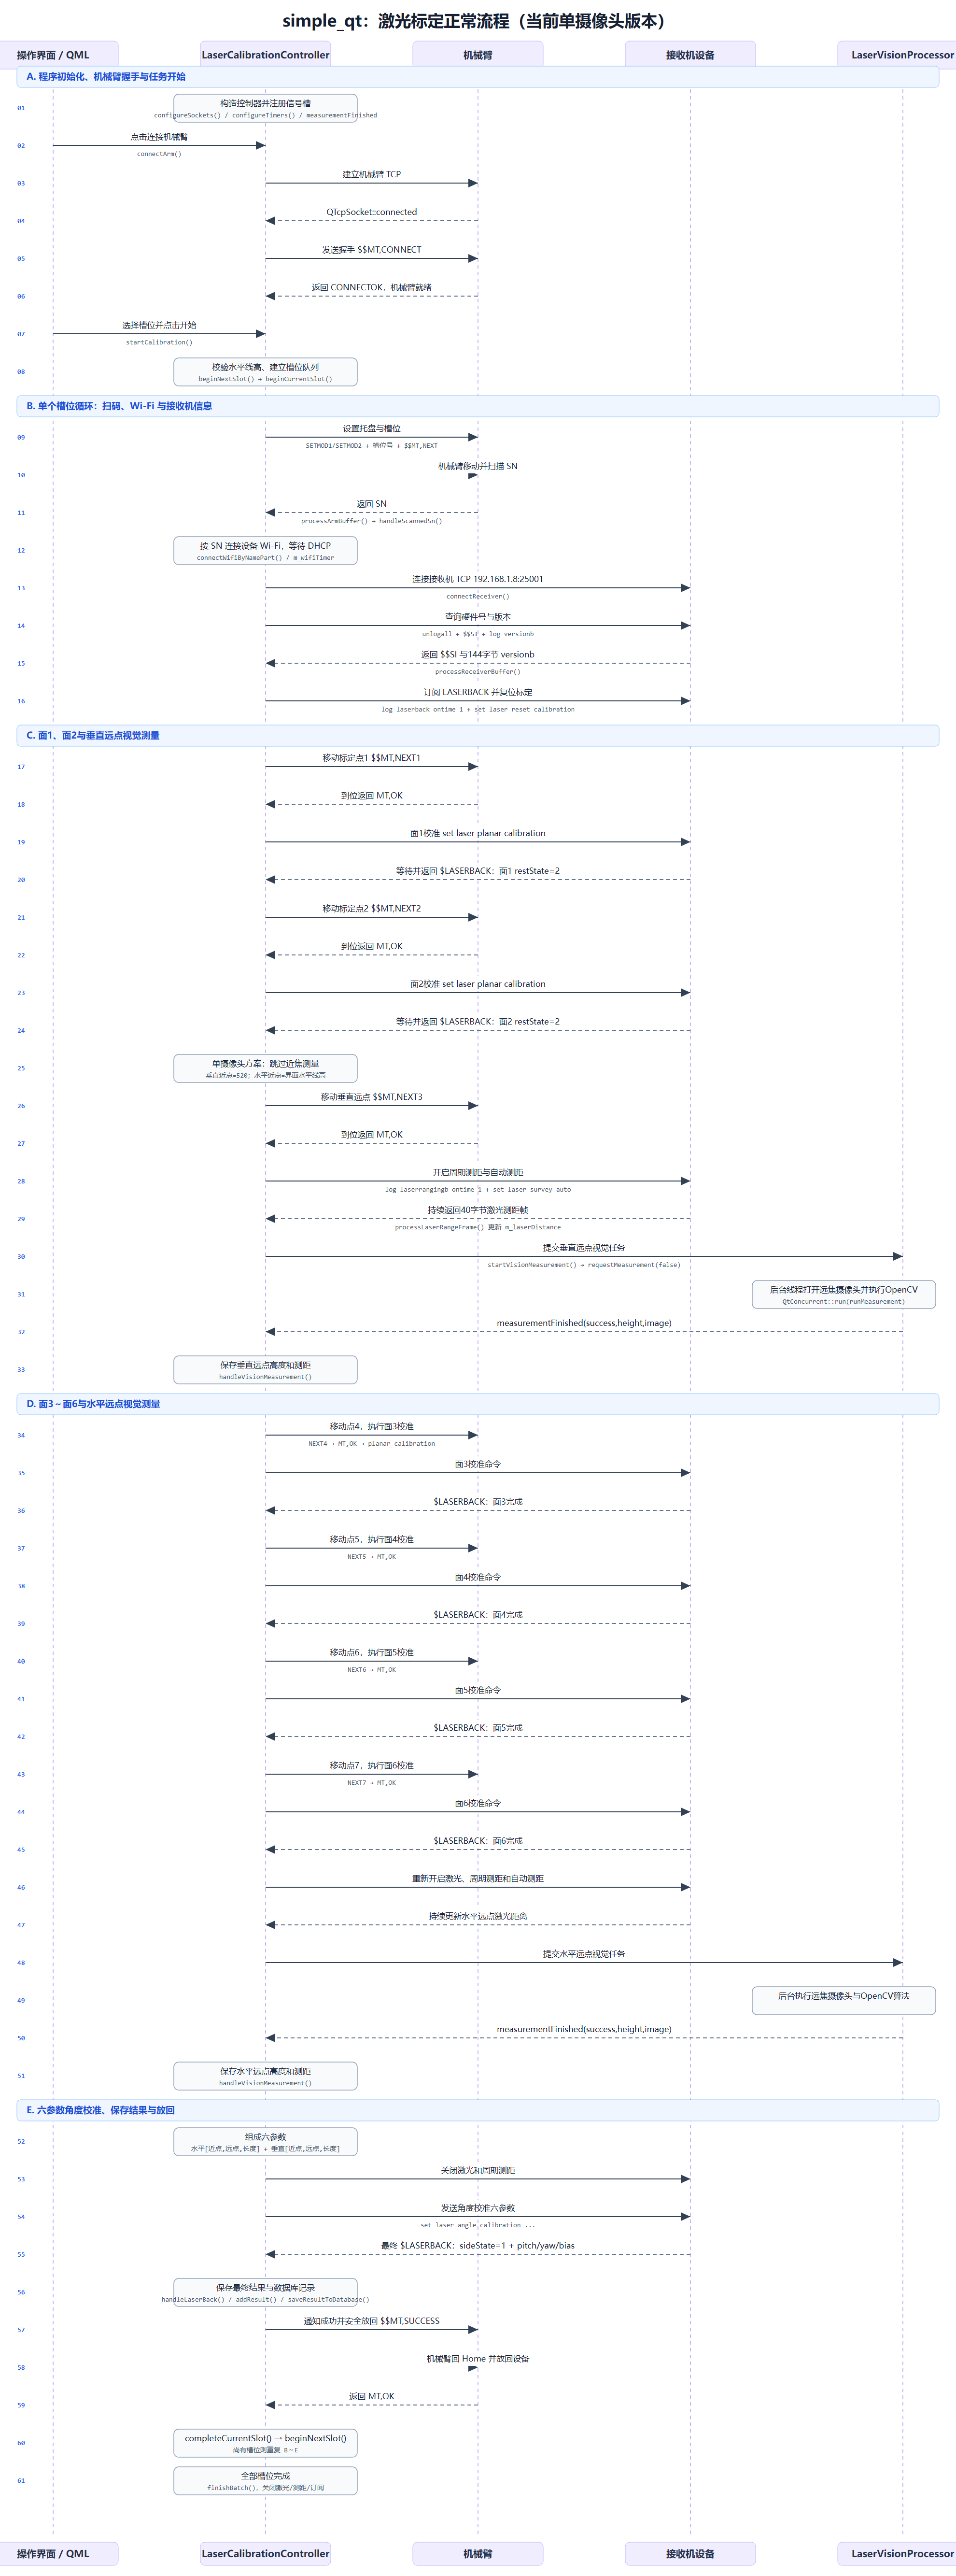 simple_qt：激光标定正常流程（当前单摄像头版本）
操作界面 / QML
LaserCalibrationController
机械臂
接收机设备
LaserVisionProcessor
A. 程序初始化、机械臂握手与任务开始
01
构造控制器并注册信号槽
configureSockets() / configureTimers() / measurementFinished
02
点击连接机械臂
connectArm()
03
建立机械臂 TCP
04
QTcpSocket::connected
05
发送握手 $$MT,CONNECT
06
返回 CONNECTOK，机械臂就绪
07
选择槽位并点击开始
startCalibration()
08
校验水平线高、建立槽位队列
beginNextSlot() → beginCurrentSlot()
B. 单个槽位循环：扫码、Wi-Fi 与接收机信息
09
设置托盘与槽位
SETMOD1/SETMOD2 + 槽位号 + $$MT,NEXT
10
机械臂移动并扫描 SN
11
返回 SN
processArmBuffer() → handleScannedSn()
12
按 SN 连接设备 Wi-Fi，等待 DHCP
connectWifiByNamePart() / m_wifiTimer
13
连接接收机 TCP 192.168.1.8:25001
connectReceiver()
14
查询硬件号与版本
unlogall + $$SI + log versionb
15
返回 $$SI 与144字节 versionb
processReceiverBuffer()
16
订阅 LASERBACK 并复位标定
log laserback ontime 1 + set laser reset calibration
C. 面1、面2与垂直远点视觉测量
17
移动标定点1 $$MT,NEXT1
18
到位返回 MT,OK
19
面1校准 set laser planar calibration
20
等待并返回 $LASERBACK：面1 restState=2
21
移动标定点2 $$MT,NEXT2
22
到位返回 MT,OK
23
面2校准 set laser planar calibration
24
等待并返回 $LASERBACK：面2 restState=2
25
单摄像头方案：跳过近焦测量
垂直近点=520；水平近点=界面水平线高
26
移动垂直远点 $$MT,NEXT3
27
到位返回 MT,OK
28
开启周期测距与自动测距
log laserrangingb ontime 1 + set laser survey auto
29
持续返回40字节激光测距帧
processLaserRangeFrame() 更新 m_laserDistance
30
提交垂直远点视觉任务
startVisionMeasurement() → requestMeasurement(false)
31
后台线程打开远焦摄像头并执行OpenCV
QtConcurrent::run(runMeasurement)
32
measurementFinished(success,height,image)
33
保存垂直远点高度和测距
handleVisionMeasurement()
D. 面3～面6与水平远点视觉测量
34
移动点4，执行面3校准
NEXT4 → MT,OK → planar calibration
35
面3校准命令
36
$LASERBACK：面3完成
37
移动点5，执行面4校准
NEXT5 → MT,OK
38
面4校准命令
39
$LASERBACK：面4完成
40
移动点6，执行面5校准
NEXT6 → MT,OK
41
面5校准命令
42
$LASERBACK：面5完成
43
移动点7，执行面6校准
NEXT7 → MT,OK
44
面6校准命令
45
$LASERBACK：面6完成
46
重新开启激光、周期测距和自动测距
47
持续更新水平远点激光距离
48
提交水平远点视觉任务
49
后台执行远焦摄像头与OpenCV算法
50
measurementFinished(success,height,image)
51
保存水平远点高度和测距
handleVisionMeasurement()
E. 六参数角度校准、保存结果与放回
52
组成六参数
水平[近点,远点,长度] + 垂直[近点,远点,长度]
53
关闭激光和周期测距
54
发送角度校准六参数
set laser angle calibration ...
55
最终 $LASERBACK：sideState=1 + pitch/yaw/bias
56
保存最终结果与数据库记录
handleLaserBack() / addResult() / saveResultToDatabase()
57
通知成功并安全放回 $$MT,SUCCESS
58
机械臂回 Home 并放回设备
59
返回 MT,OK
60
completeCurrentSlot() → beginNextSlot()
尚有槽位则重复 B～E
61
全部槽位完成
finishBatch()，关闭激光/测距/订阅
操作界面 / QML
LaserCalibrationController
机械臂
接收机设备
LaserVisionProcessor